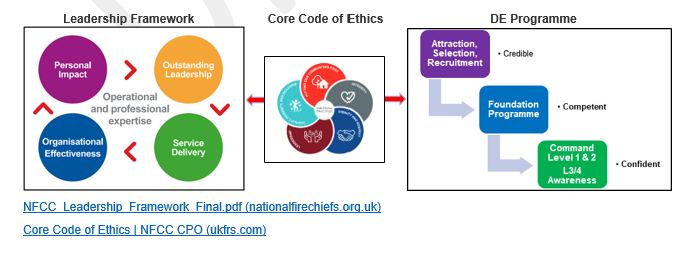 Leadership Framework
Core Code of Ethics
DE Programme
Personal
Impact
Outstanding
Leadership
Operational
and professional
expertise
Organisational
Effectiveness
Service
Delivery
Attraction,
Selection,
Recruitment
• Credible
Foundation
Programme
• Competent
Command
Level 1 & 2
L3/4
Awareness
• Confident
NFCC_Leadership_Framework_Final.pdf (nationalfirechiefs.org.uk)
Core Code of Ethics | NFCC CPO (ukfrs.com)